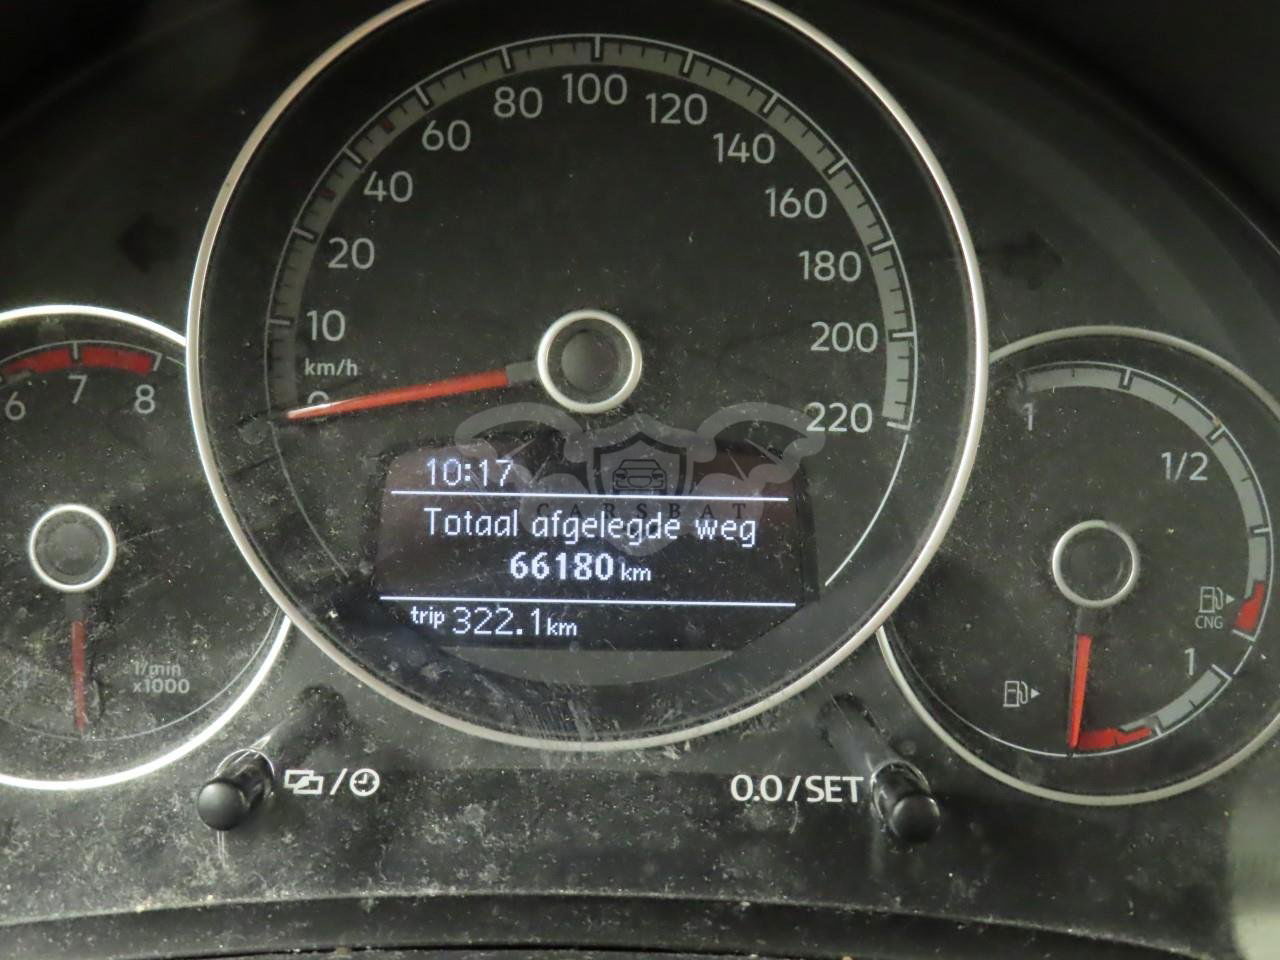 0
10
20
40
60
80
100
120
140
160
180
200
220
km/h
6
7
8
1/min
x1000
10:17
CARSBAT
Totaal afgelegde weg
66180 km
trip 322.1 km
1
1/2
CNG
1
0.0/SET